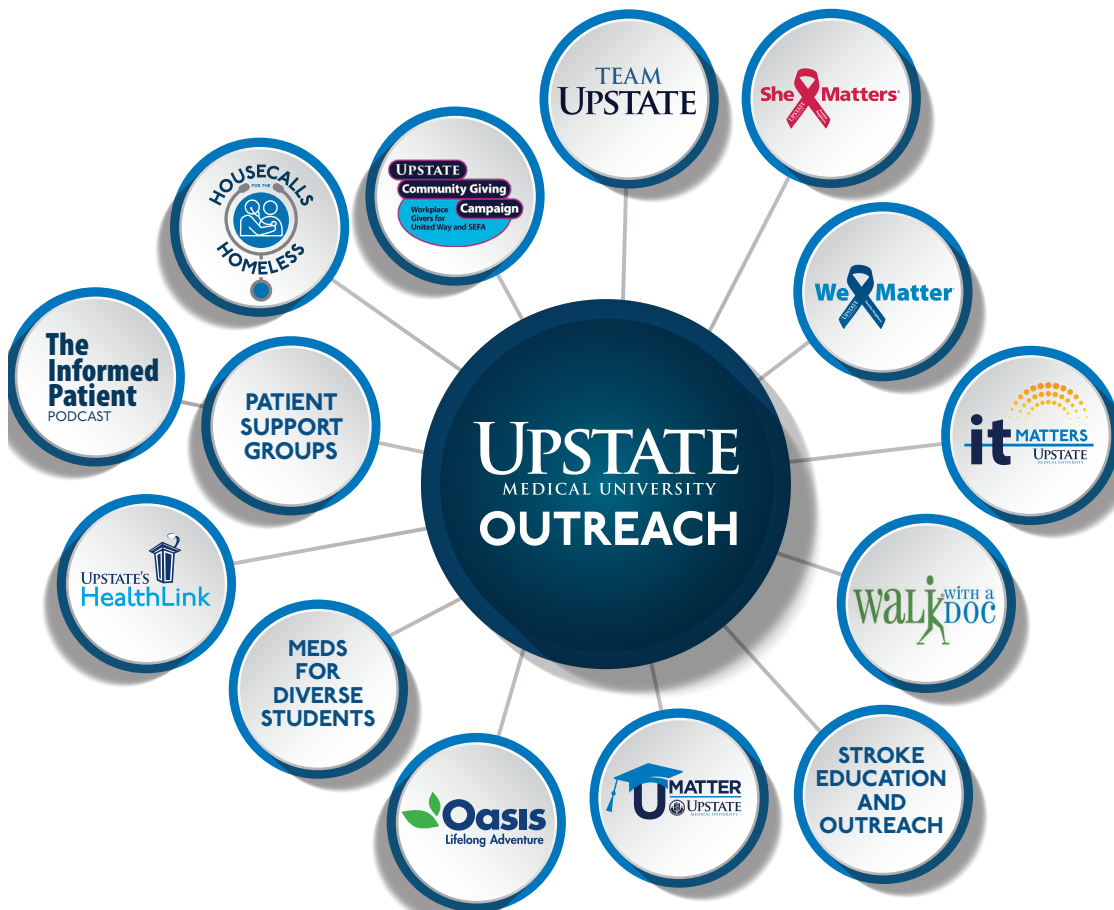 UPSTATE
MEDICAL UNIVERSITY
OUTREACH
TEAM
UPSTATE
She Matters
UPSTATE
We Matter
UPSTATE
it MATTERS
UPSTATE
MEDICAL UNIVERSITY
WALK WITH A
DOC
STROKE
EDUCATION
AND
OUTREACH
U MATTER
UPSTATE
MEDICAL UNIVERSITY
Oasis
Lifelong Adventure
MEDS
FOR
DIVERSE
STUDENTS
UPSTATE'S
HealthLink
PATIENT
SUPPORT
GROUPS
The
Informed
Patient
PODCAST
HOUSECALLS
FOR THE
HOMELESS
UPSTATE
Community Giving
Campaign
Workplace
Givers for
United Way and SEFA